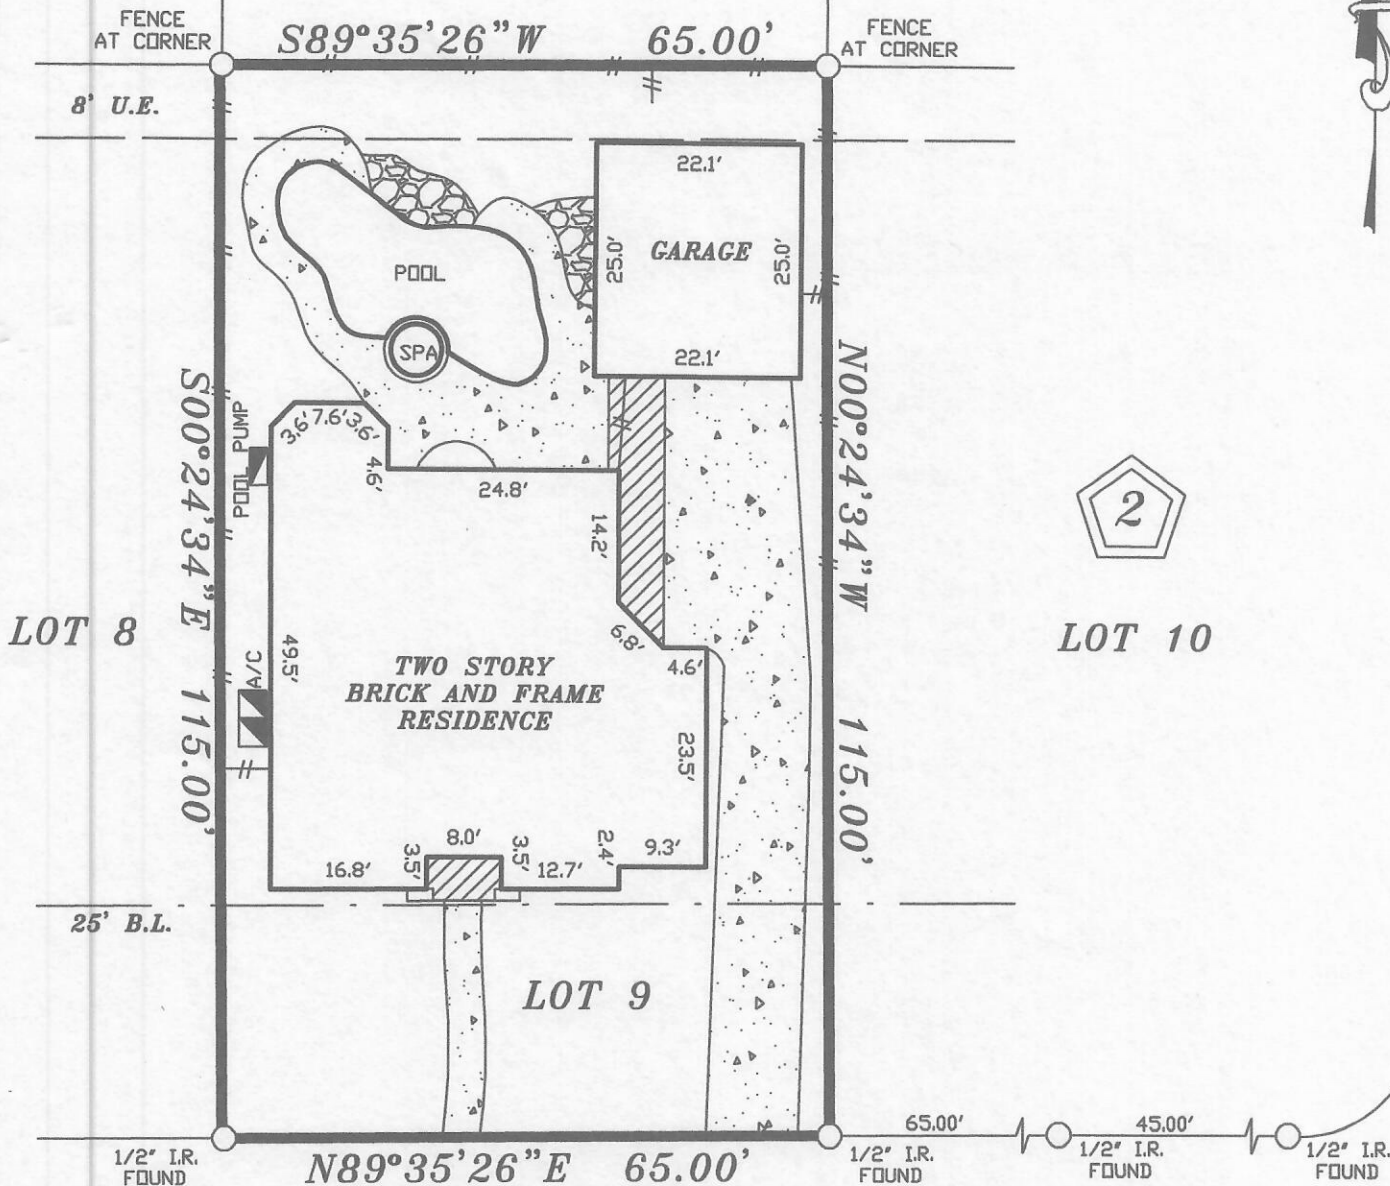 FENCE
AT CORNER
S89°35'26"W 65.00'
FENCE
AT CORNER
8' U.E.
22.1'
25.0'
GARAGE
25.0'
22.1'
POOL
SPA
S00°24'34"E 115.00'
N00°24'34"W 115.00'
POOL PUMP
3.6'
7.6'
3.6'
4.6'
24.8'
14.2'
2
LOT 8
LOT 10
A/C
49.5'
6.8'
4.6'
TWO STORY
BRICK AND FRAME
RESIDENCE
23.5'
16.8'
3.5'
8.0'
3.5'
12.7'
2.4'
9.3'
25' B.L.
LOT 9
65.00'
45.00'
1/2" I.R.
FOUND
N89°35'26"E 65.00'
1/2" I.R.
FOUND
1/2" I.R.
FOUND
1/2" I.R.
FOUND